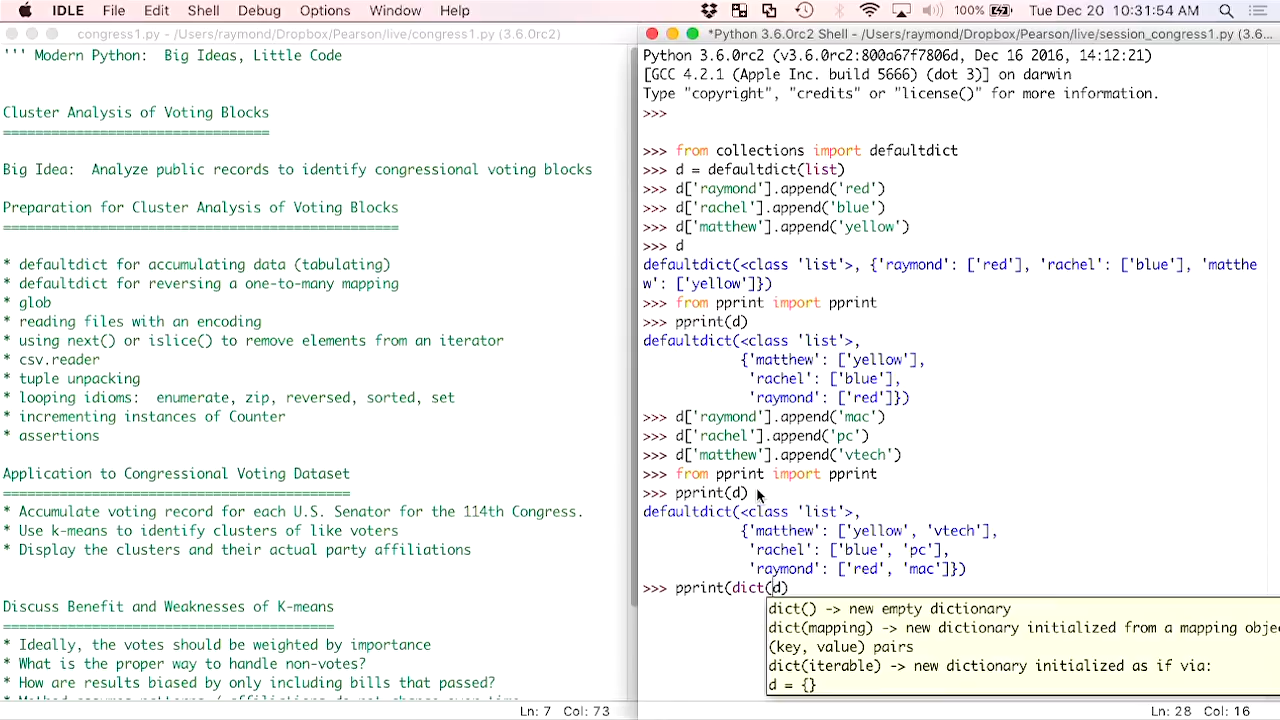 IDLE File Edit Shell Debug Options Window Help 100% Tue Dec 20 10:31:54 AM
congress1.py - /Users/raymond/Dropbox/Pearson/live/congress1.py (3.6.0rc2)
''' Modern Python:  Big Ideas, Little Code
Cluster Analysis of Voting Blocks
=================================
Big Idea:  Analyze public records to identify congressional voting blocks
Preparation for Cluster Analysis of Voting Blocks
=================================================
* defaultdict for accumulating data (tabulating)
* defaultdict for reversing a one-to-many mapping
* glob
* reading files with an encoding
* using next() or islice() to remove elements from an iterator
* csv.reader
* tuple unpacking
* looping idioms:  enumerate, zip, reversed, sorted, set
* incrementing instances of Counter
* assertions
Application to Congressional Voting Dataset
===========================================
* Accumulate voting record for each U.S. Senator for the 114th Congress.
* Use k-means to identify clusters of like voters
* Display the clusters and their actual party affiliations
Discuss Benefit and Weaknesses of K-means
=========================================
* Ideally, the votes should be weighted by importance
* What is the proper way to handle non-votes?
* How are results biased by only including bills that passed?
Ln: 7 Col: 73
*Python 3.6.0rc2 Shell - /Users/raymond/Dropbox/Pearson/live/session_congress1.py (3.6...
Python 3.6.0rc2 (v3.6.0rc2:800a67f7806d, Dec 16 2016, 14:12:21)
[GCC 4.2.1 (Apple Inc. build 5666) (dot 3)] on darwin
Type "copyright", "credits" or "license()" for more information.
>>>
>>> from collections import defaultdict
>>> d = defaultdict(list)
>>> d['raymond'].append('red')
>>> d['rachel'].append('blue')
>>> d['matthew'].append('yellow')
>>> d
defaultdict(<class 'list'>, {'raymond': ['red'], 'rachel': ['blue'], 'matthe
w': ['yellow']})
>>> from pprint import pprint
>>> pprint(d)
defaultdict(<class 'list'>,
{'matthew': ['yellow'],
'rachel': ['blue'],
'raymond': ['red']})
>>> d['raymond'].append('mac')
>>> d['rachel'].append('pc')
>>> d['matthew'].append('vtech')
>>> from pprint import pprint
>>> pprint(d)
defaultdict(<class 'list'>,
{'matthew': ['yellow', 'vtech'],
'rachel': ['blue', 'pc'],
'raymond': ['red', 'mac']})
>>> pprint(dict(d)
dict() -> new empty dictionary
dict(mapping) -> new dictionary initialized from a mapping obje
(key, value) pairs
dict(iterable) -> new dictionary initialized as if via:
d = {}
Ln: 28 Col: 16